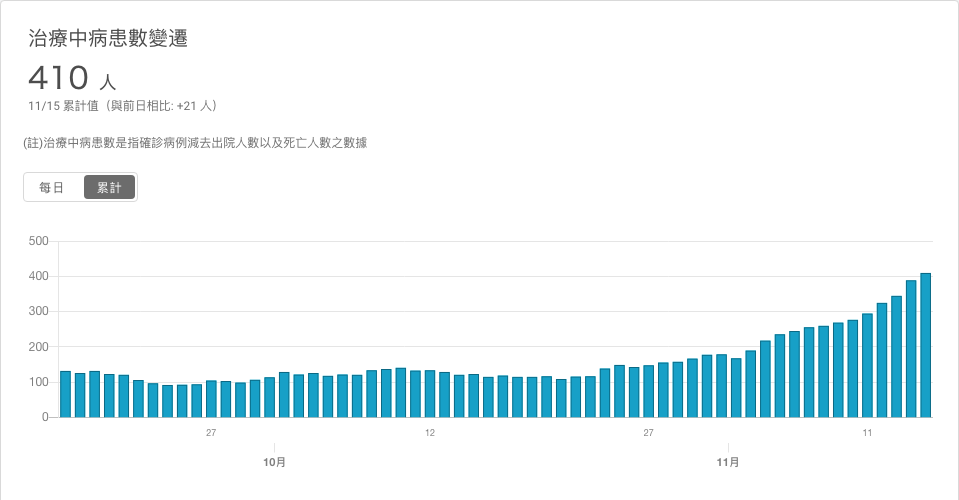 治療中病患數變遷
410 人
11/15 累計值（與前日相比: +21 人）
(註)治療中病患數是指確診病例減去出院人數以及死亡人數之數據
每日 累計
500
400
300
200
100
0
27 12 27 11
10月 11月